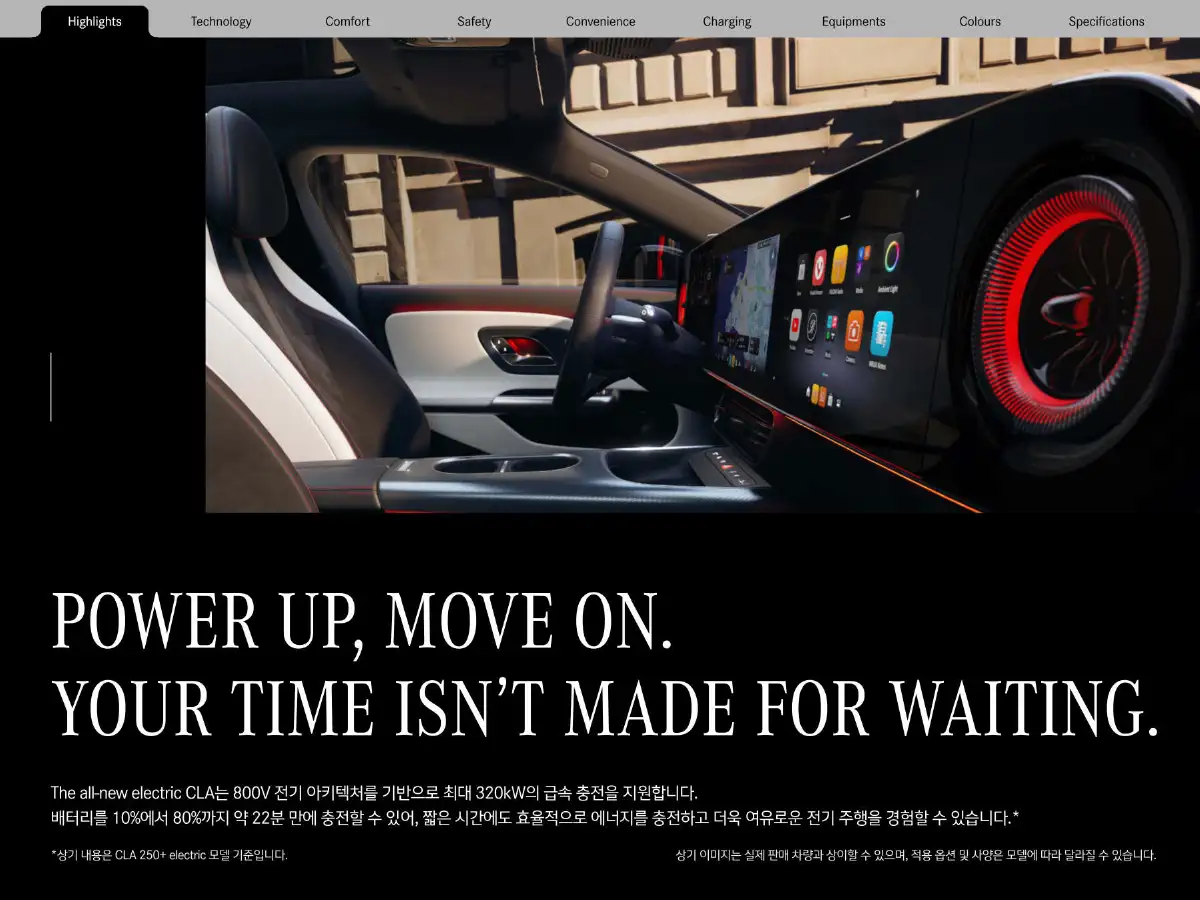 Highlights
Technology
Comfort
Safety
Convenience
Charging
Equipments
Colours
Specifications
Ambient Light
POWER UP, MOVE ON.
YOUR TIME ISN’T MADE FOR WAITING.
The all-new electric CLA는 800V 전기 아키텍처를 기반으로 최대 320kW의 급속 충전을 지원합니다.
배터리를 10%에서 80%까지 약 22분 만에 충전할 수 있어, 짧은 시간에도 효율적으로 에너지를 충전하고 더욱 여유로운 전기 주행을 경험할 수 있습니다.*
*상기 내용은 CLA 250+ electric 모델 기준입니다.
상기 이미지는 실제 판매 차량과 상이할 수 있으며, 적용 옵션 및 사양은 모델에 따라 달라질 수 있습니다.